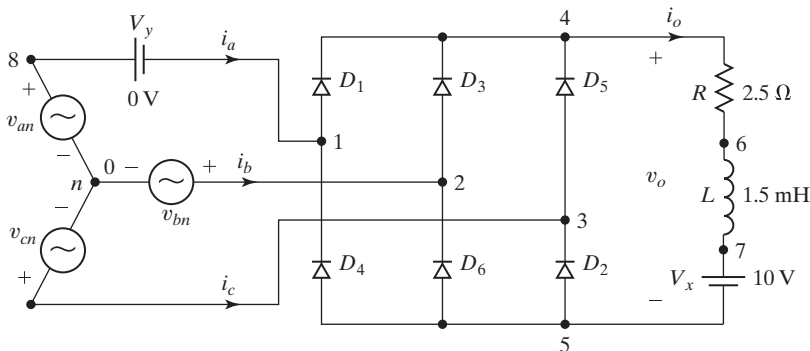 V_y
0 V
8
i_a
4
i_o
+
v_an
−
D_1
D_3
D_5
+
R
2.5 Ω
1
6
n
0
−
v_bn
+
i_b
2
v_o
L
1.5 mH
−
v_cn
+
3
7
i_c
D_4
D_6
D_2
V_x
10 V
−
5